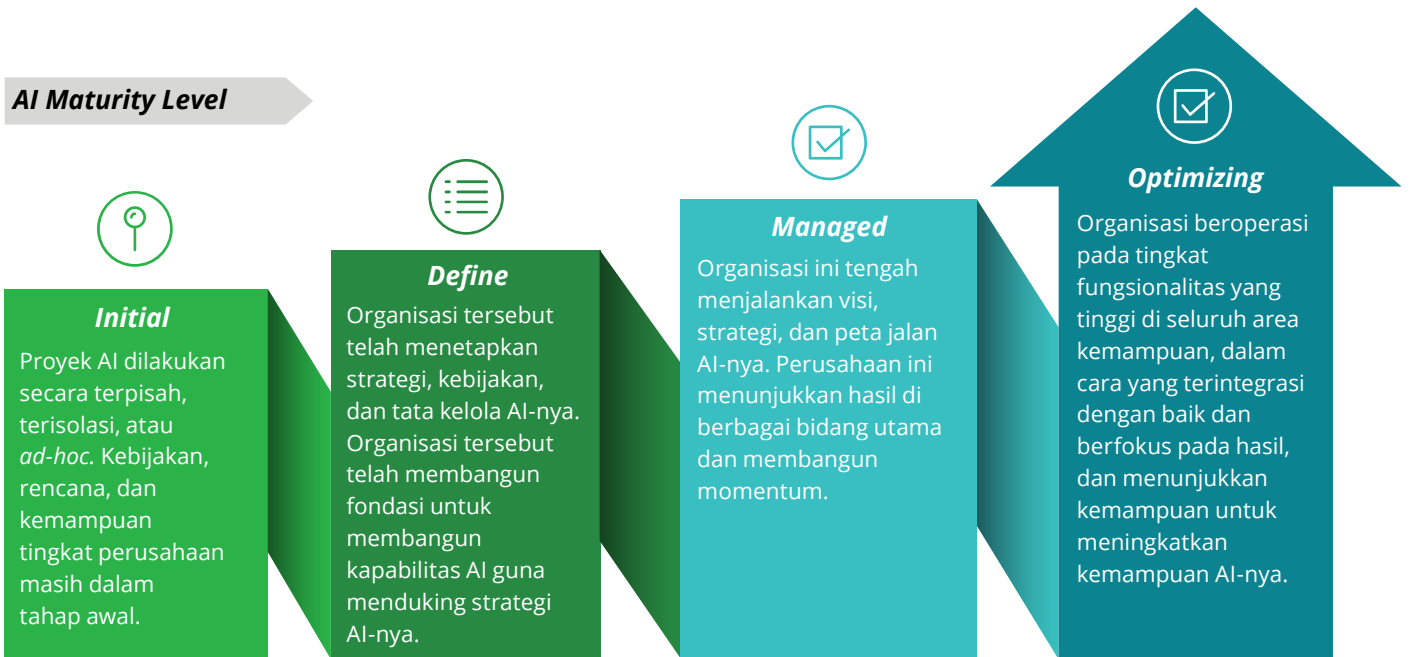 AI Maturity Level
Initial
Proyek AI dilakukan
secara terpisah,
terisolasi, atau
ad-hoc. Kebijakan,
rencana, dan
kemampuan
tingkat perusahaan
masih dalam
tahap awal.
Define
Organisasi tersebut
telah menetapkan
strategi, kebijakan,
dan tata kelola AI-nya.
Organisasi tersebut
telah membangun
fondasi untuk
membangun
kapabilitas AI guna
menduking strategi
AI-nya.
Managed
Organisasi ini tengah
menjalankan visi,
strategi, dan peta jalan
AI-nya. Perusahaan ini
menunjukkan hasil di
berbagai bidang utama
dan membangun
momentum.
Optimizing
Organisasi beroperasi
pada tingkat
fungsionalitas yang
tinggi di seluruh area
kemampuan, dalam
cara yang terintegrasi
dengan baik dan
berfokus pada hasil,
dan menunjukkan
kemampuan untuk
meningkatkan
kemampuan AI-nya.